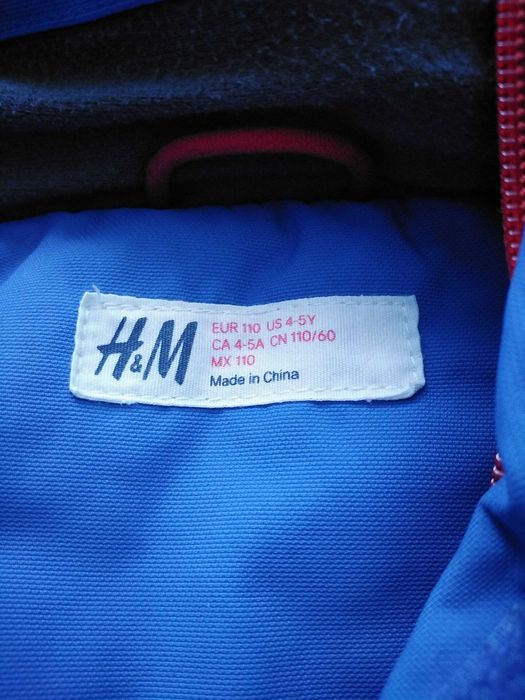 H&M
EUR 110 US 4-5Y
CA 4-5A CN 110/60
MX 110
Made in China